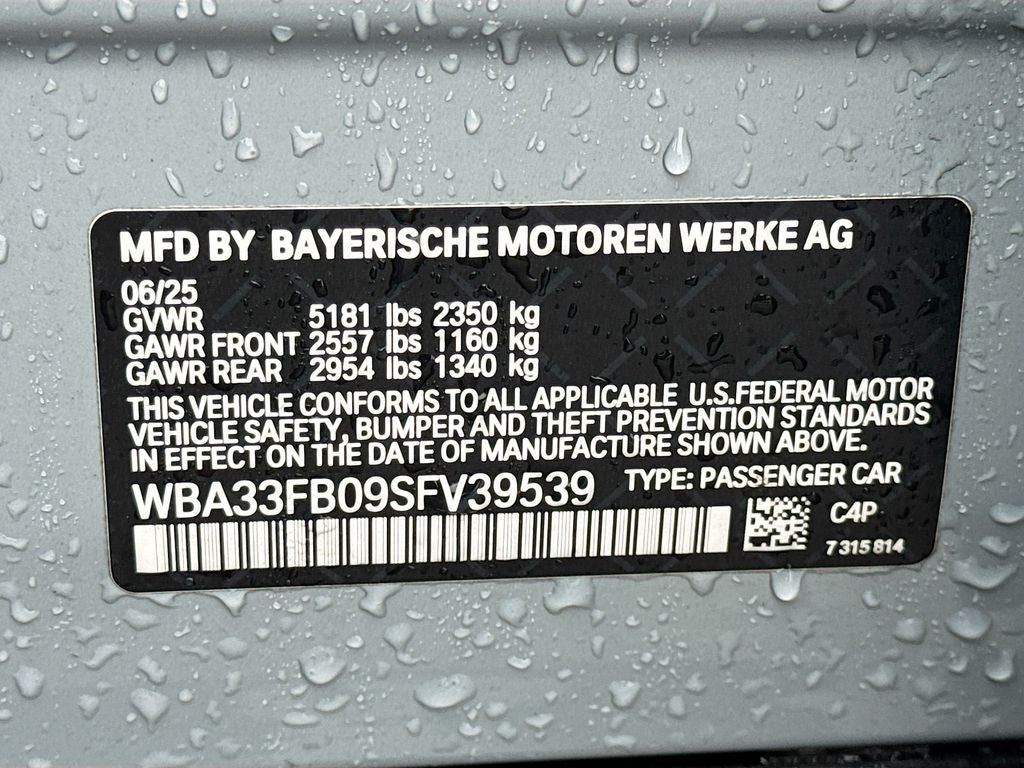 MFD BY BAYERISCHE MOTOREN WERKE AG
06/25
GVWR 5181 lbs 2350 kg
GAWR FRONT 2557 lbs 1160 kg
GAWR REAR 2954 lbs 1340 kg
THIS VEHICLE CONFORMS TO ALL APPLICABLE U.S.FEDERAL MOTOR
VEHICLE SAFETY, BUMPER AND THEFT PREVENTION STANDARDS
IN EFFECT ON THE DATE OF MANUFACTURE SHOWN ABOVE.
WBA33FB09SFV39539 TYPE: PASSENGER CAR
C4P
7 315 814